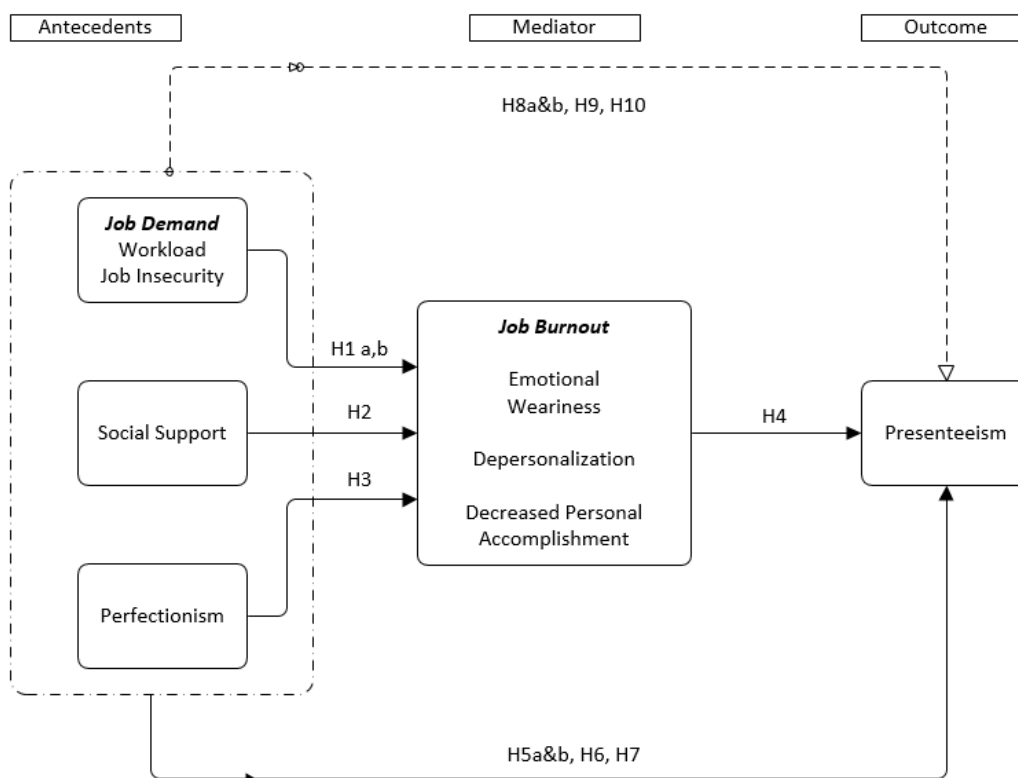 Antecedents
Mediator
Outcome
H8a&b, H9, H10
Job Demand
Workload
Job Insecurity
H1 a,b
Social Support
H2
Perfectionism
H3
Job Burnout
Emotional
Weariness
Depersonalization
Decreased Personal
Accomplishment
H4
Presenteeism
H5a&b, H6, H7